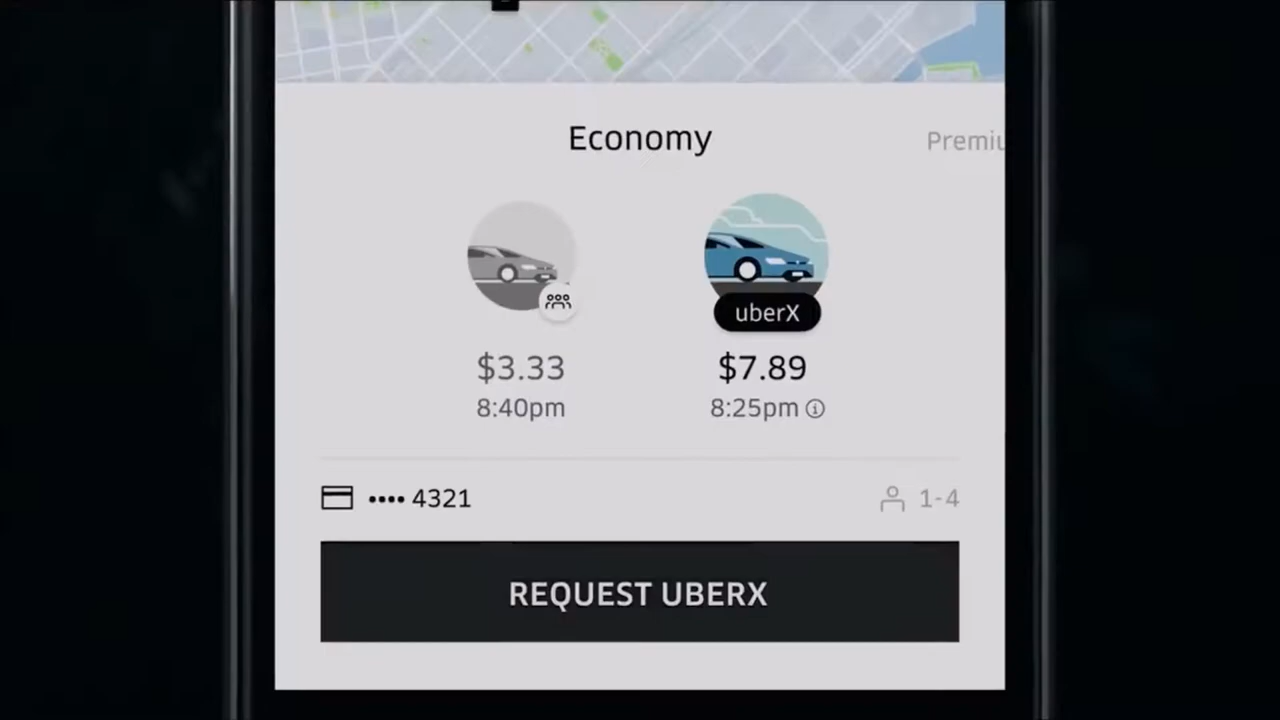 Economy
Premiu
uberX
$3.33
$7.89
8:40pm
8:25pm
•••• 4321
1-4
REQUEST UBERX